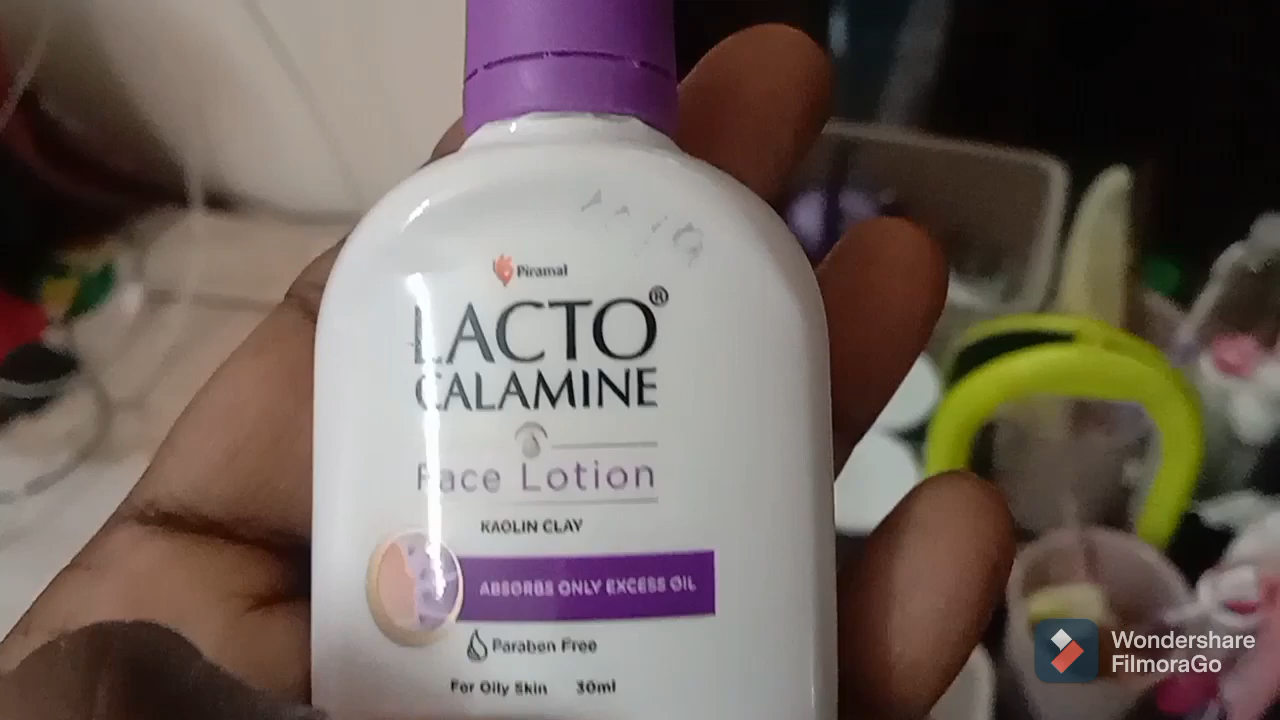 Piramal
LACTO®
CALAMINE
Face Lotion
KAOLIN CLAY
ABSORBS ONLY EXCESS OIL
Paraben Free
For Oily Skin 30ml
Wondershare
FilmoraGo